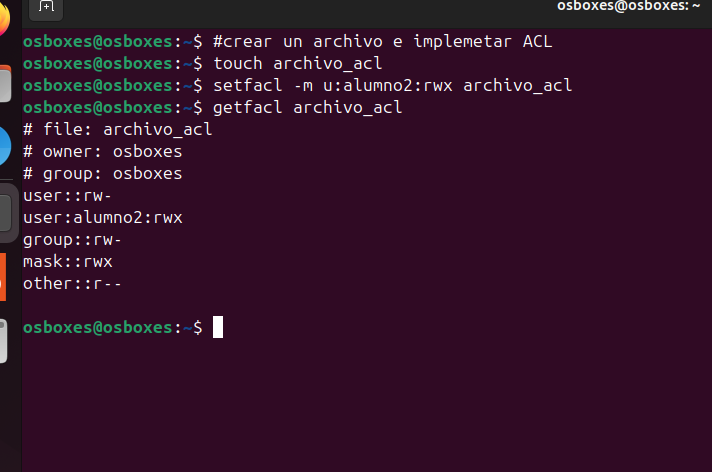 osboxes@osboxes: ~
osboxes@osboxes:~$ #crear un archivo e implemetar ACL
osboxes@osboxes:~$ touch archivo_acl
osboxes@osboxes:~$ setfacl -m u:alumno2:rwx archivo_acl
osboxes@osboxes:~$ getfacl archivo_acl
# file: archivo_acl
# owner: osboxes
# group: osboxes
user::rw-
user:alumno2:rwx
group::rw-
mask::rwx
other::r--
osboxes@osboxes:~$